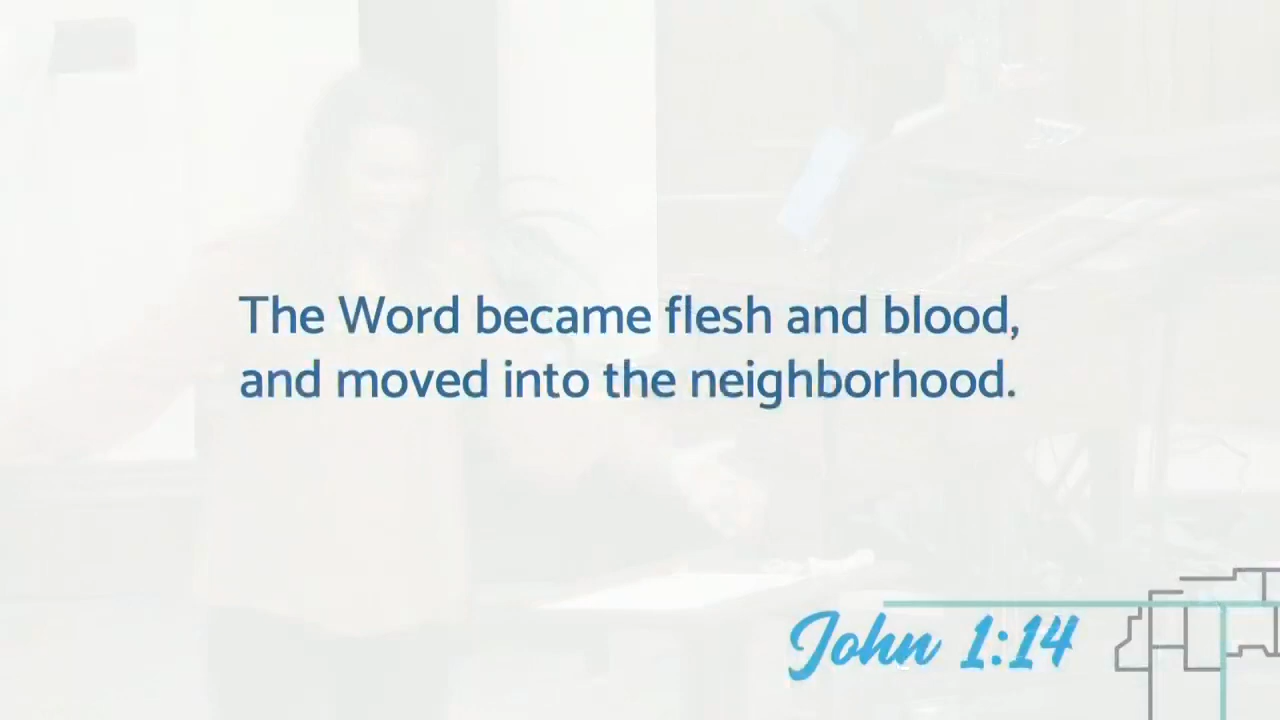 The Word became flesh and blood,
and moved into the neighborhood.
John 1:14